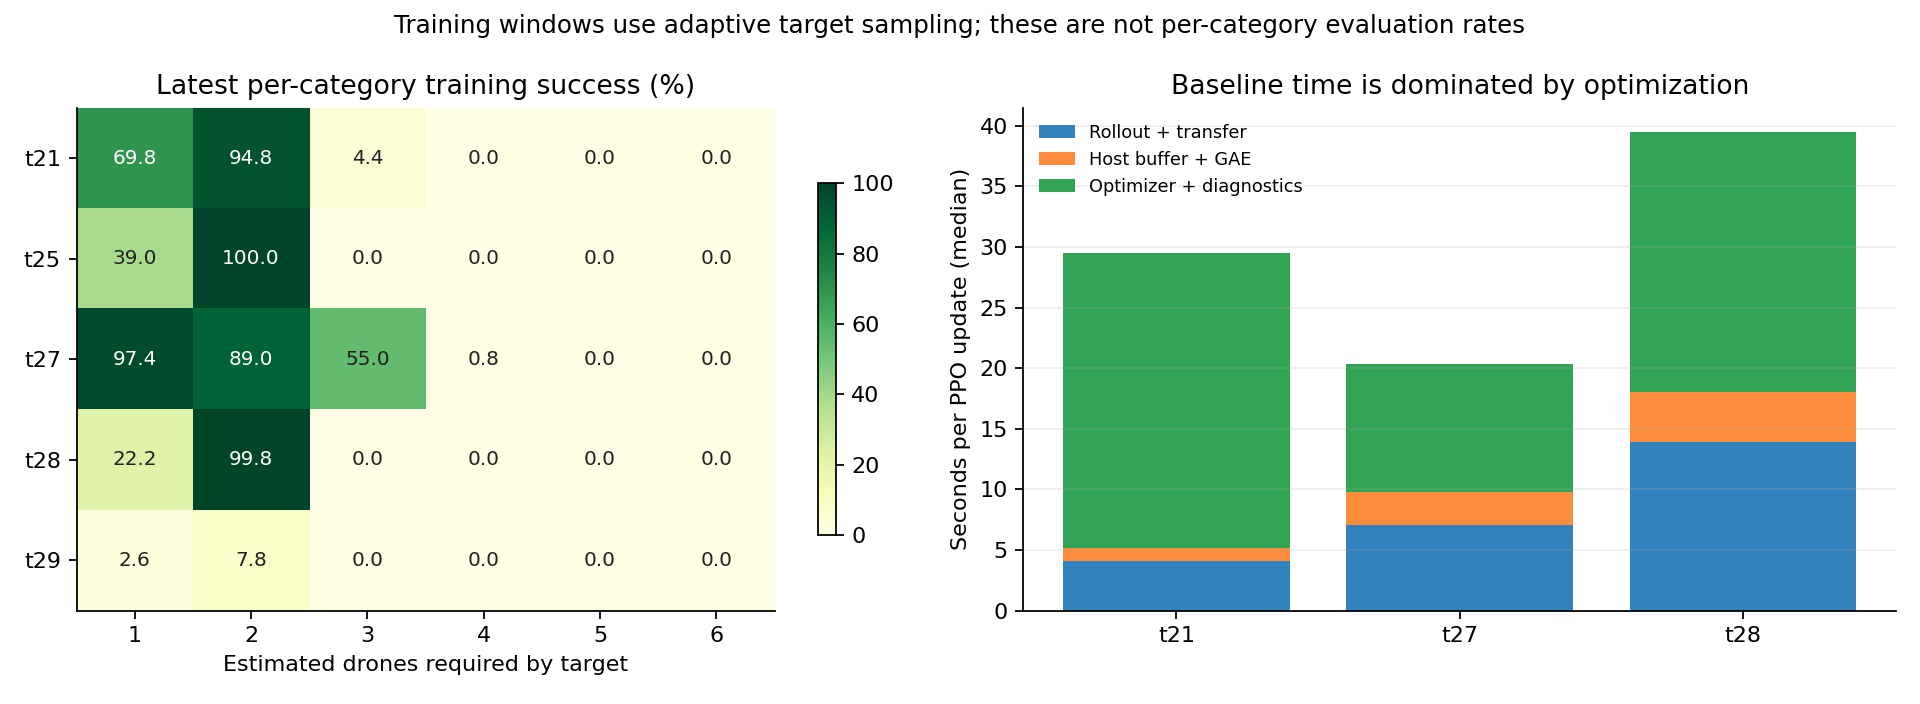 Training windows use adaptive target sampling; these are not per-category evaluation rates
Latest per-category training success (%)
t21 69.8 94.8 4.4 0.0 0.0 0.0
t25 39.0 100.0 0.0 0.0 0.0 0.0
t27 97.4 89.0 55.0 0.8 0.0 0.0
t28 22.2 99.8 0.0 0.0 0.0 0.0
t29 2.6 7.8 0.0 0.0 0.0 0.0
1 2 3 4 5 6
Estimated drones required by target
100
80
60
40
20
0
Baseline time is dominated by optimization
Seconds per PPO update (median)
40
35
30
25
20
15
10
5
0
Rollout + transfer
Host buffer + GAE
Optimizer + diagnostics
t21 t27 t28